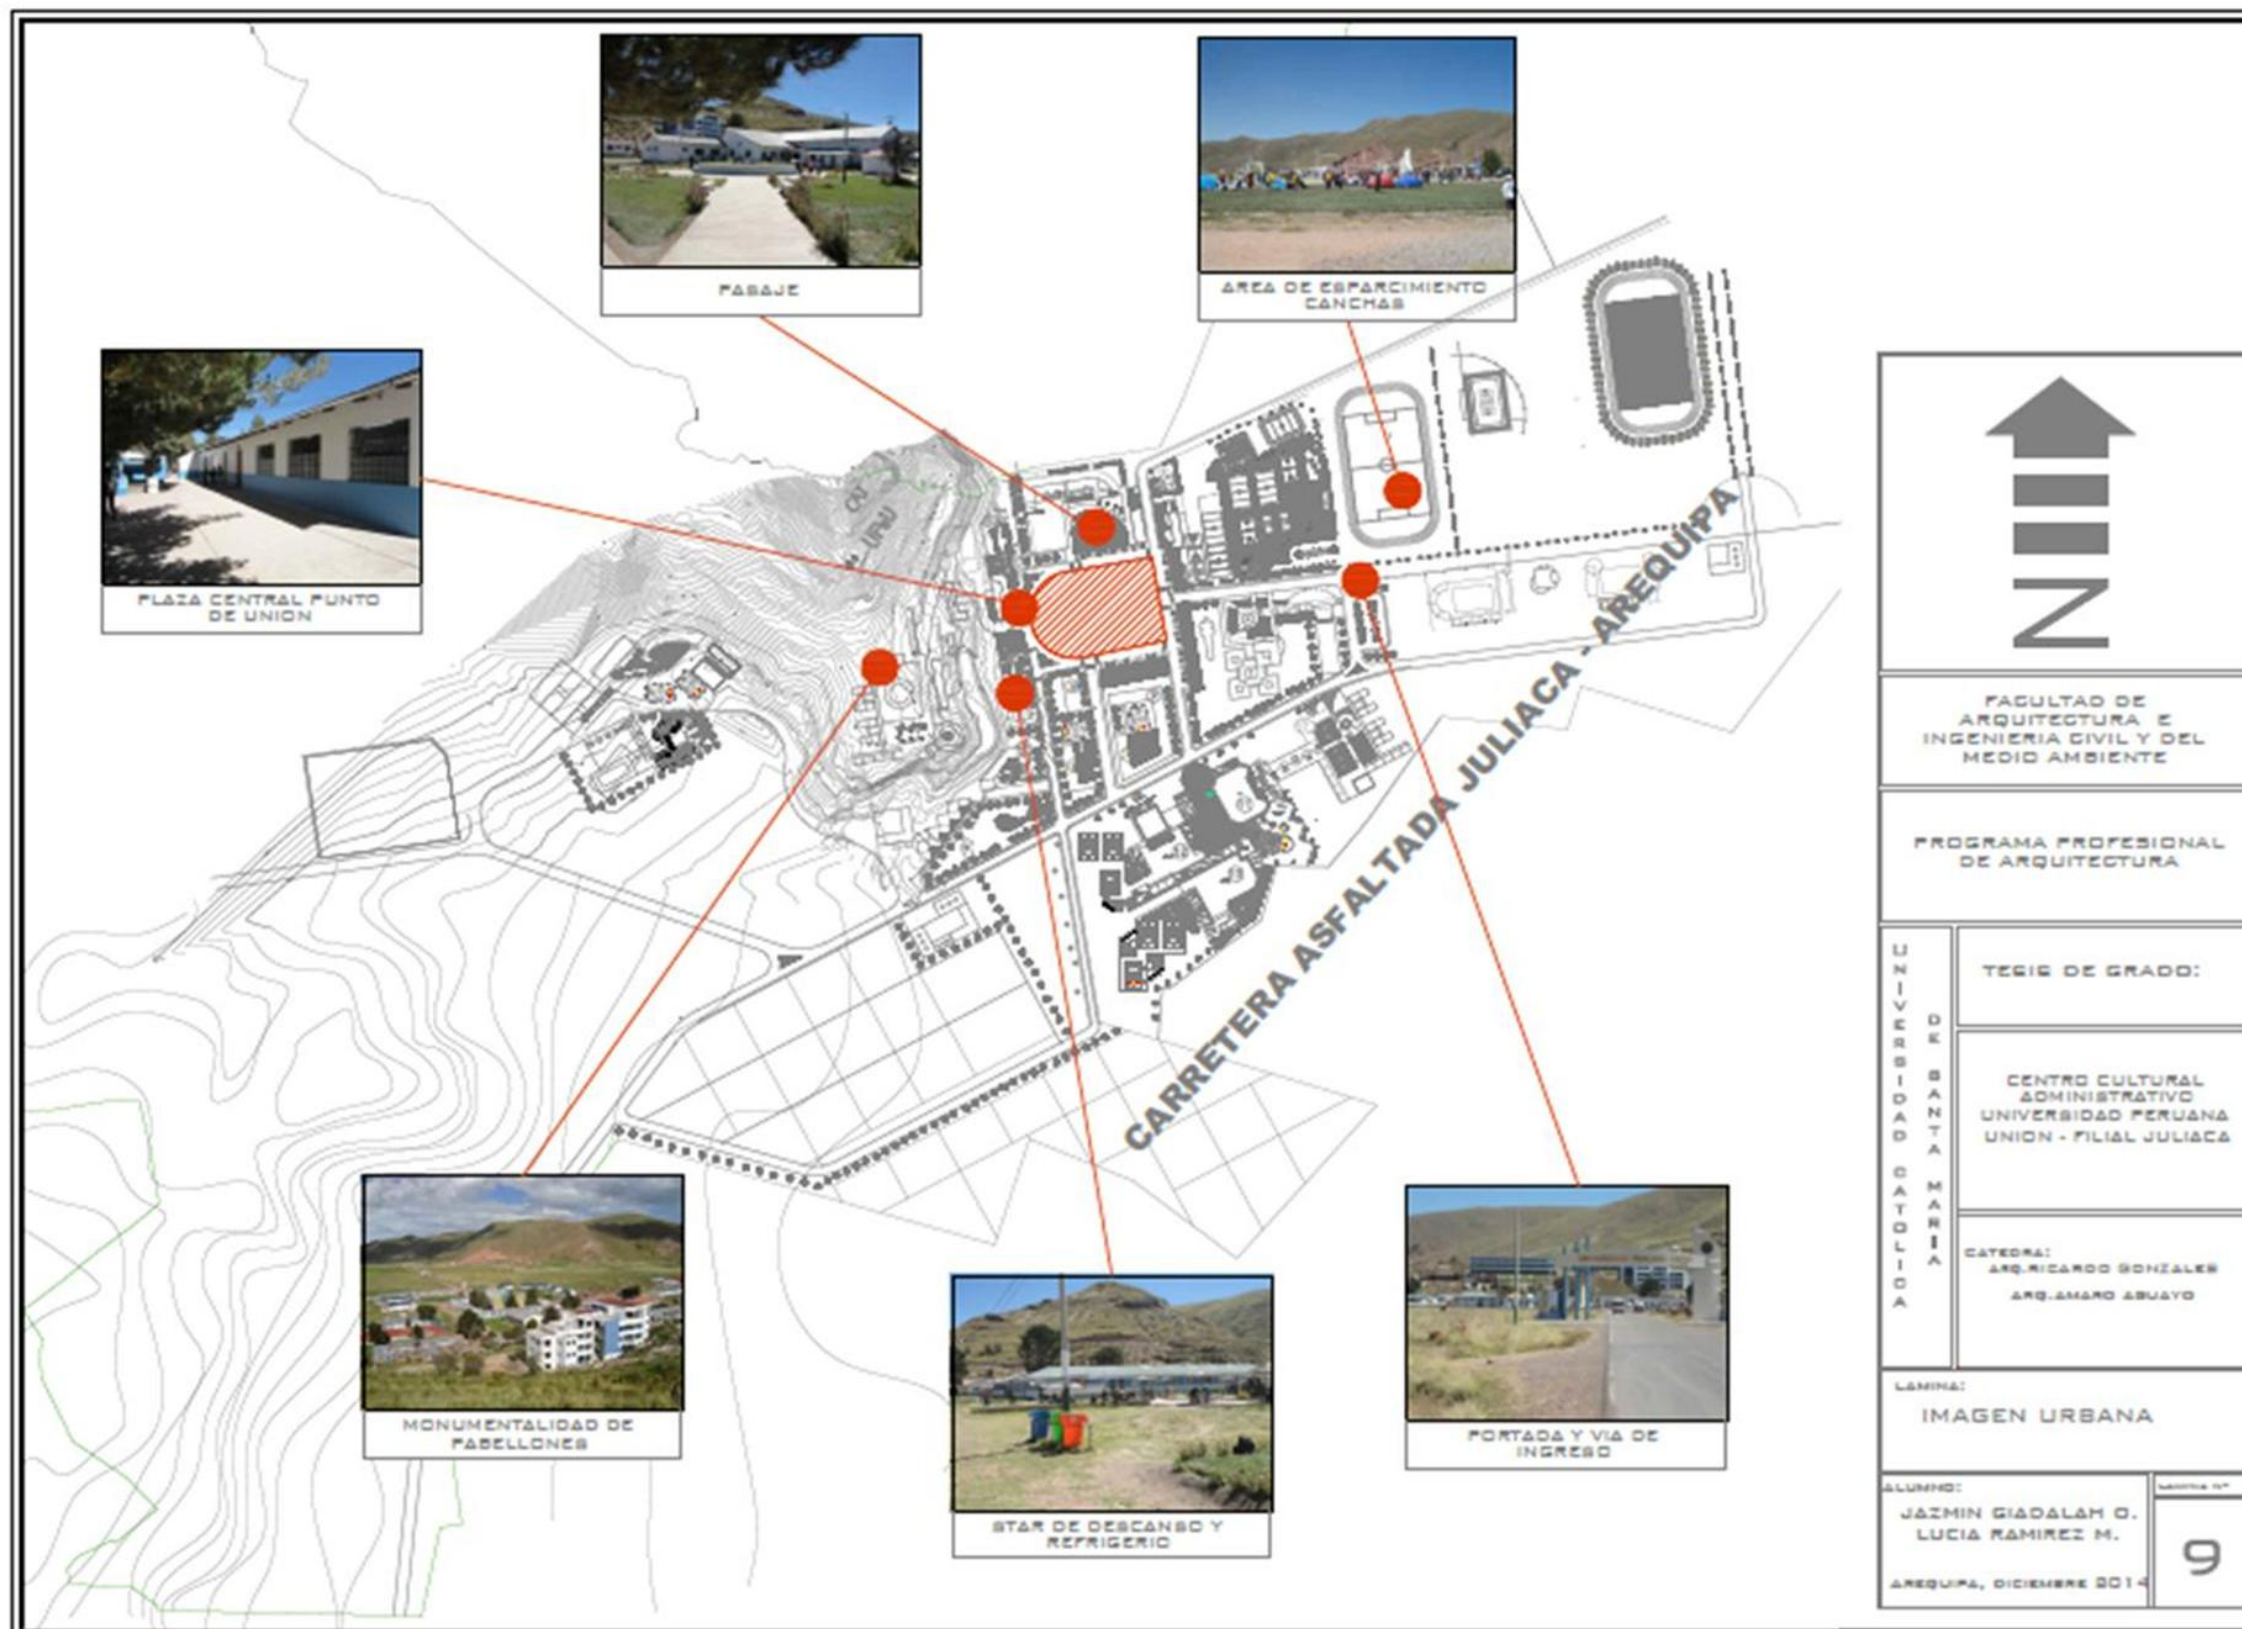 PASAJE
AREA DE ESPARCIMIENTO
CANCHAS
PLAZA CENTRAL PUNTO
DE UNION
CARRETERA ASFALTADA JULIACA - AREQUIPA
MONUMENTALIDAD DE
PABELLONES
STAR DE DESCANSO Y
REFRIGERIO
PORTADA Y VIA DE
INGRESO
N
FACULTAD DE
ARQUITECTURA E
INGENIERIA CIVIL Y DEL
MEDIO AMBIENTE
PROGRAMA PROFESIONAL
DE ARQUITECTURA
UNIVERSIDAD CATOLICA
DE SANTA MARIA
TESIS DE GRADO:
CENTRO CULTURAL
ADMINISTRATIVO
UNIVERSIDAD PERUANA
UNION - FILIAL JULIACA
CATEDRA:
ARQ.RICARDO GONZALES
ARQ.AMARO AGUAYO
LAMINA:
IMAGEN URBANA
ALUMNO:
JAZMIN GIADALAH O.
LUCIA RAMIREZ M.
AREQUIPA, DICIEMBRE 2014
LAMINA Nº
9